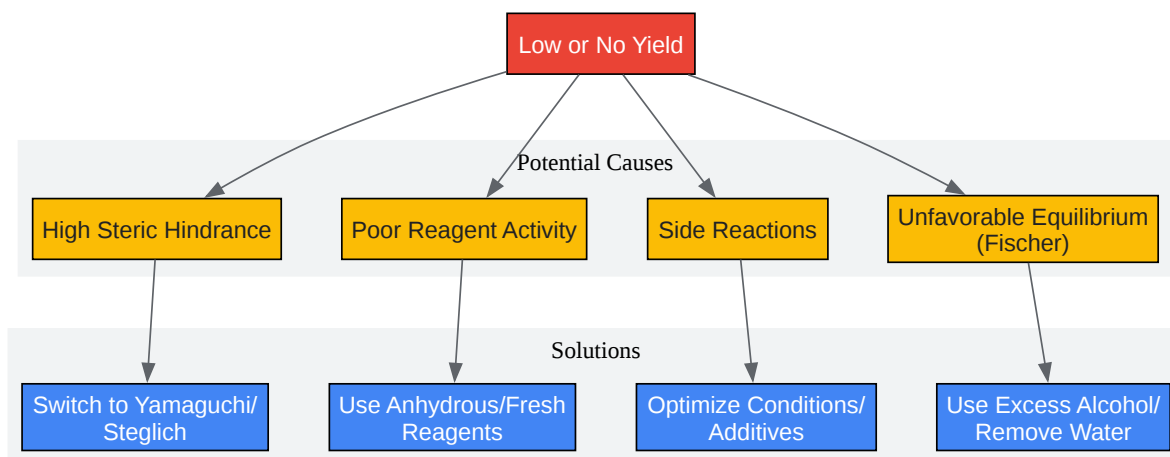 Low or No Yield
Potential Causes
High Steric Hindrance
Poor Reagent Activity
Side Reactions
Unfavorable Equilibrium
(Fischer)
Solutions
Switch to Yamaguchi/
Steglich
Use Anhydrous/Fresh
Reagents
Optimize Conditions/
Additives
Use Excess Alcohol/
Remove Water